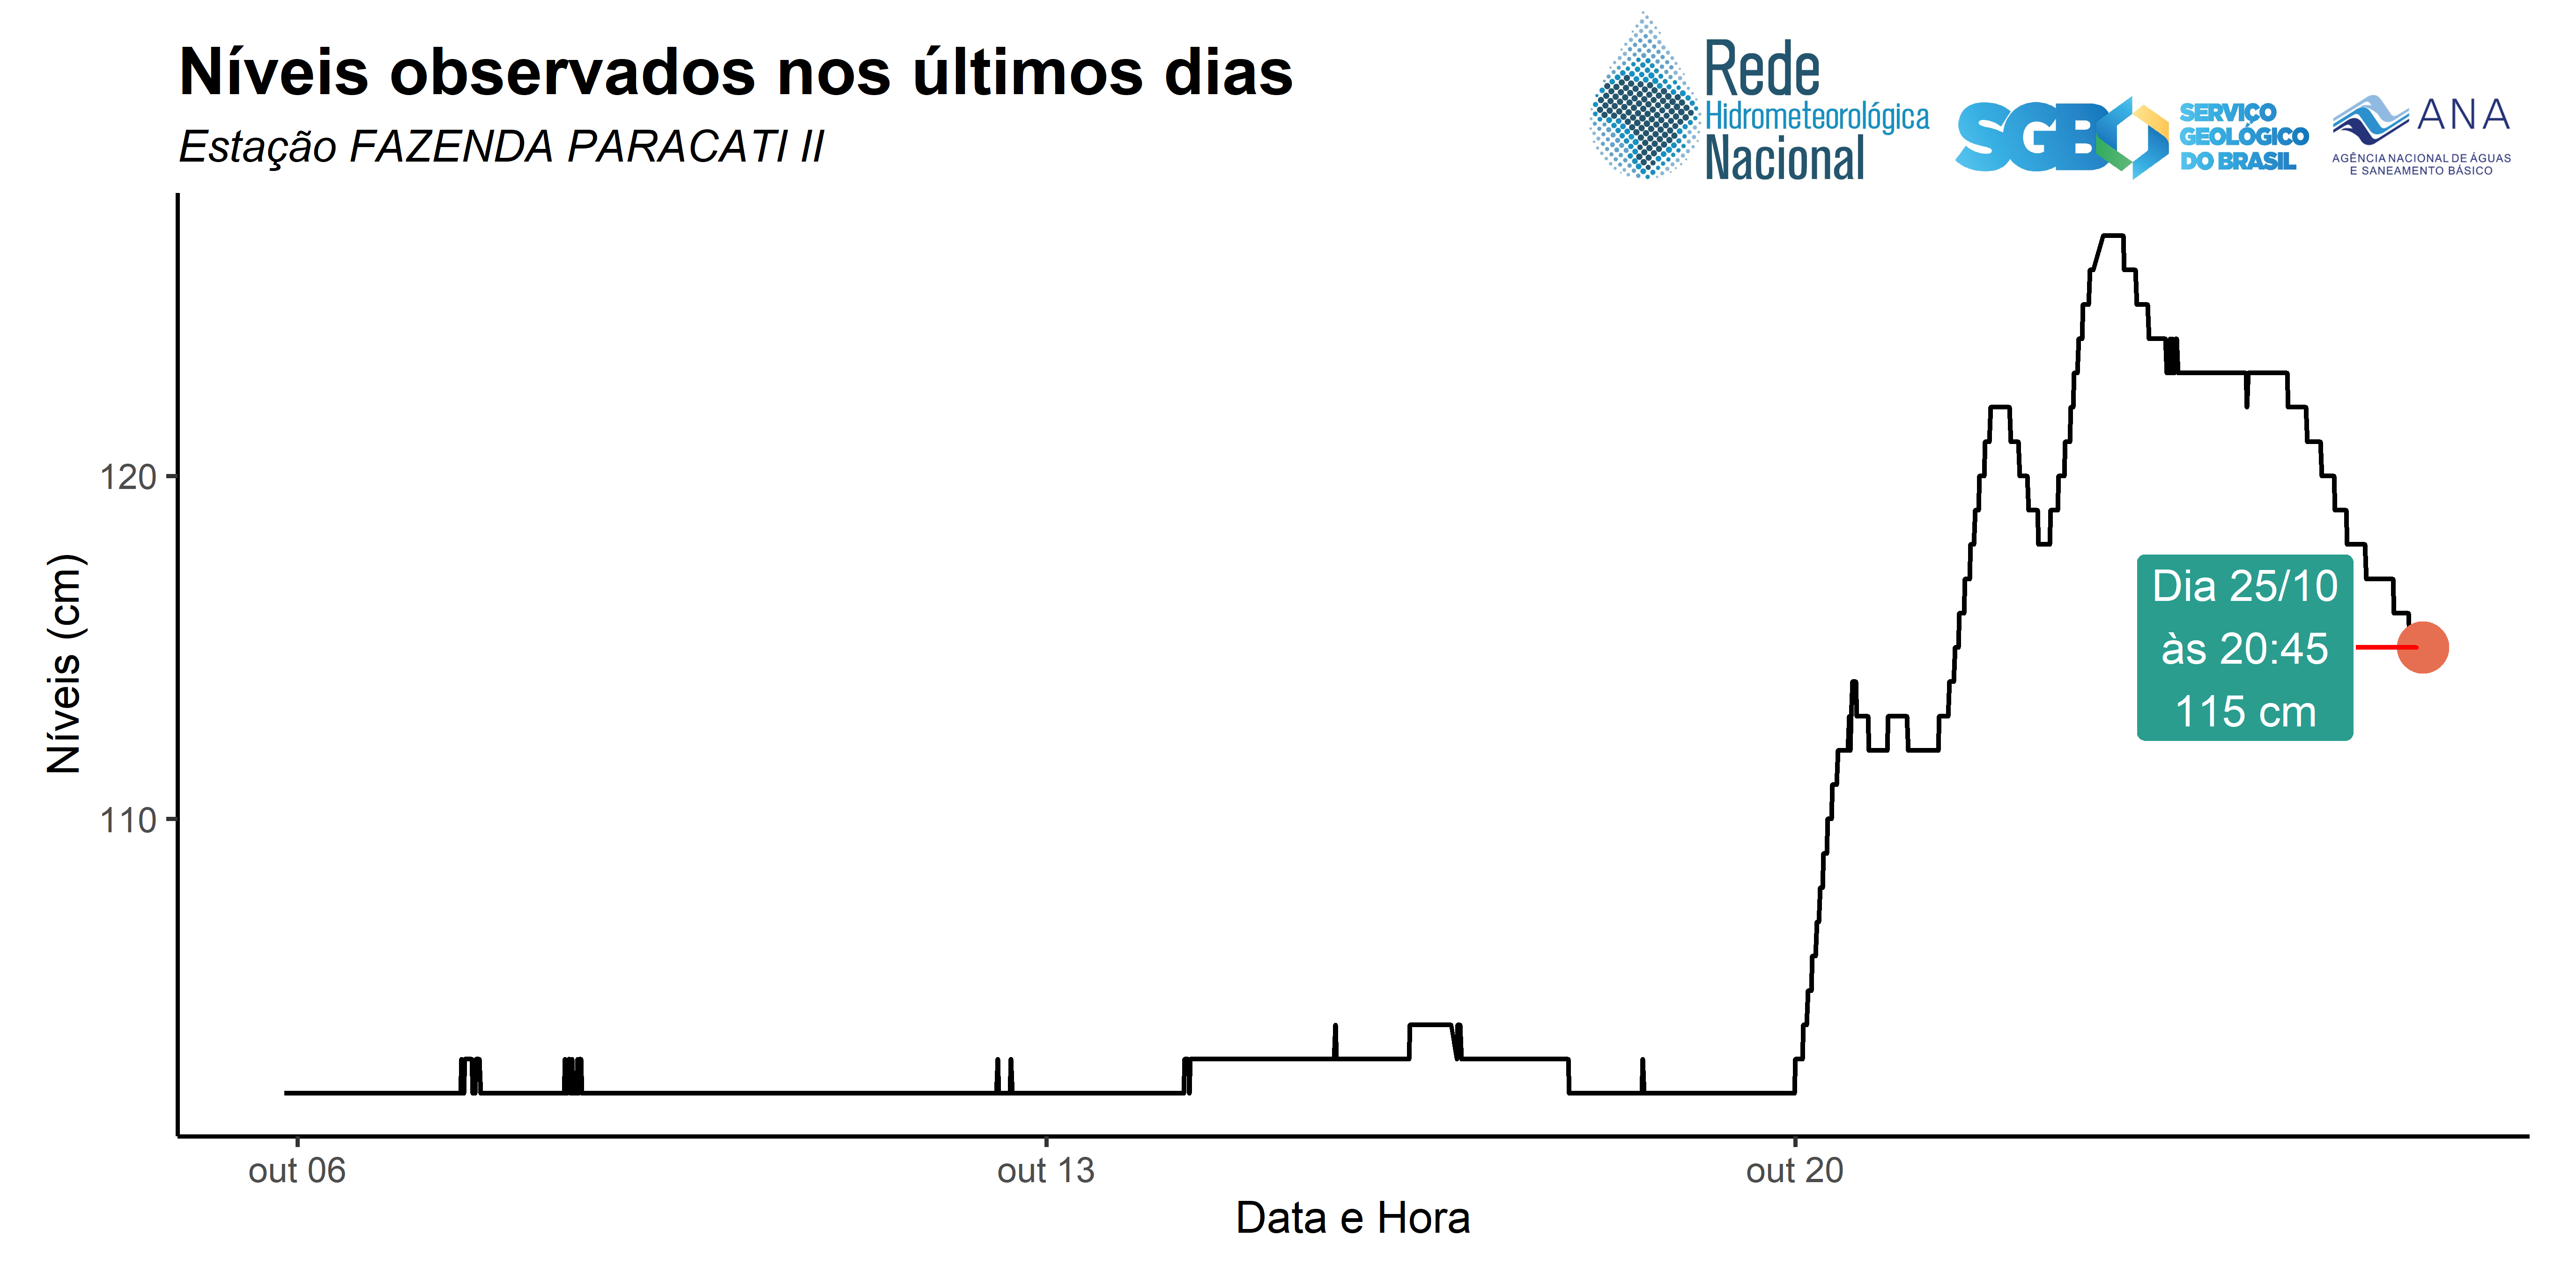 Níveis observados nos últimos dias
Estação FAZENDA PARACATI II
Rede
Hidrometeorológica
Nacional
SGB
SERVIÇO
GEOLÓGICO
DO BRASIL
ANA
AGÊNCIA NACIONAL DE ÁGUAS
E SANEAMENTO BÁSICO
Níveis (cm)
120
110
Dia 25/10
às 20:45
115 cm
out 06
out 13
out 20
Data e Hora